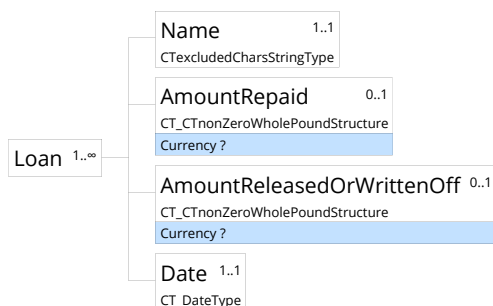 Name 1..1
CTexcludedCharsStringType
AmountRepaid 0..1
CT_CTnonZeroWholePoundStructure
Currency ?
Loan 1..∞
AmountReleasedOrWrittenOff 0..1
CT_CTnonZeroWholePoundStructure
Currency ?
Date 1..1
CT_DateType